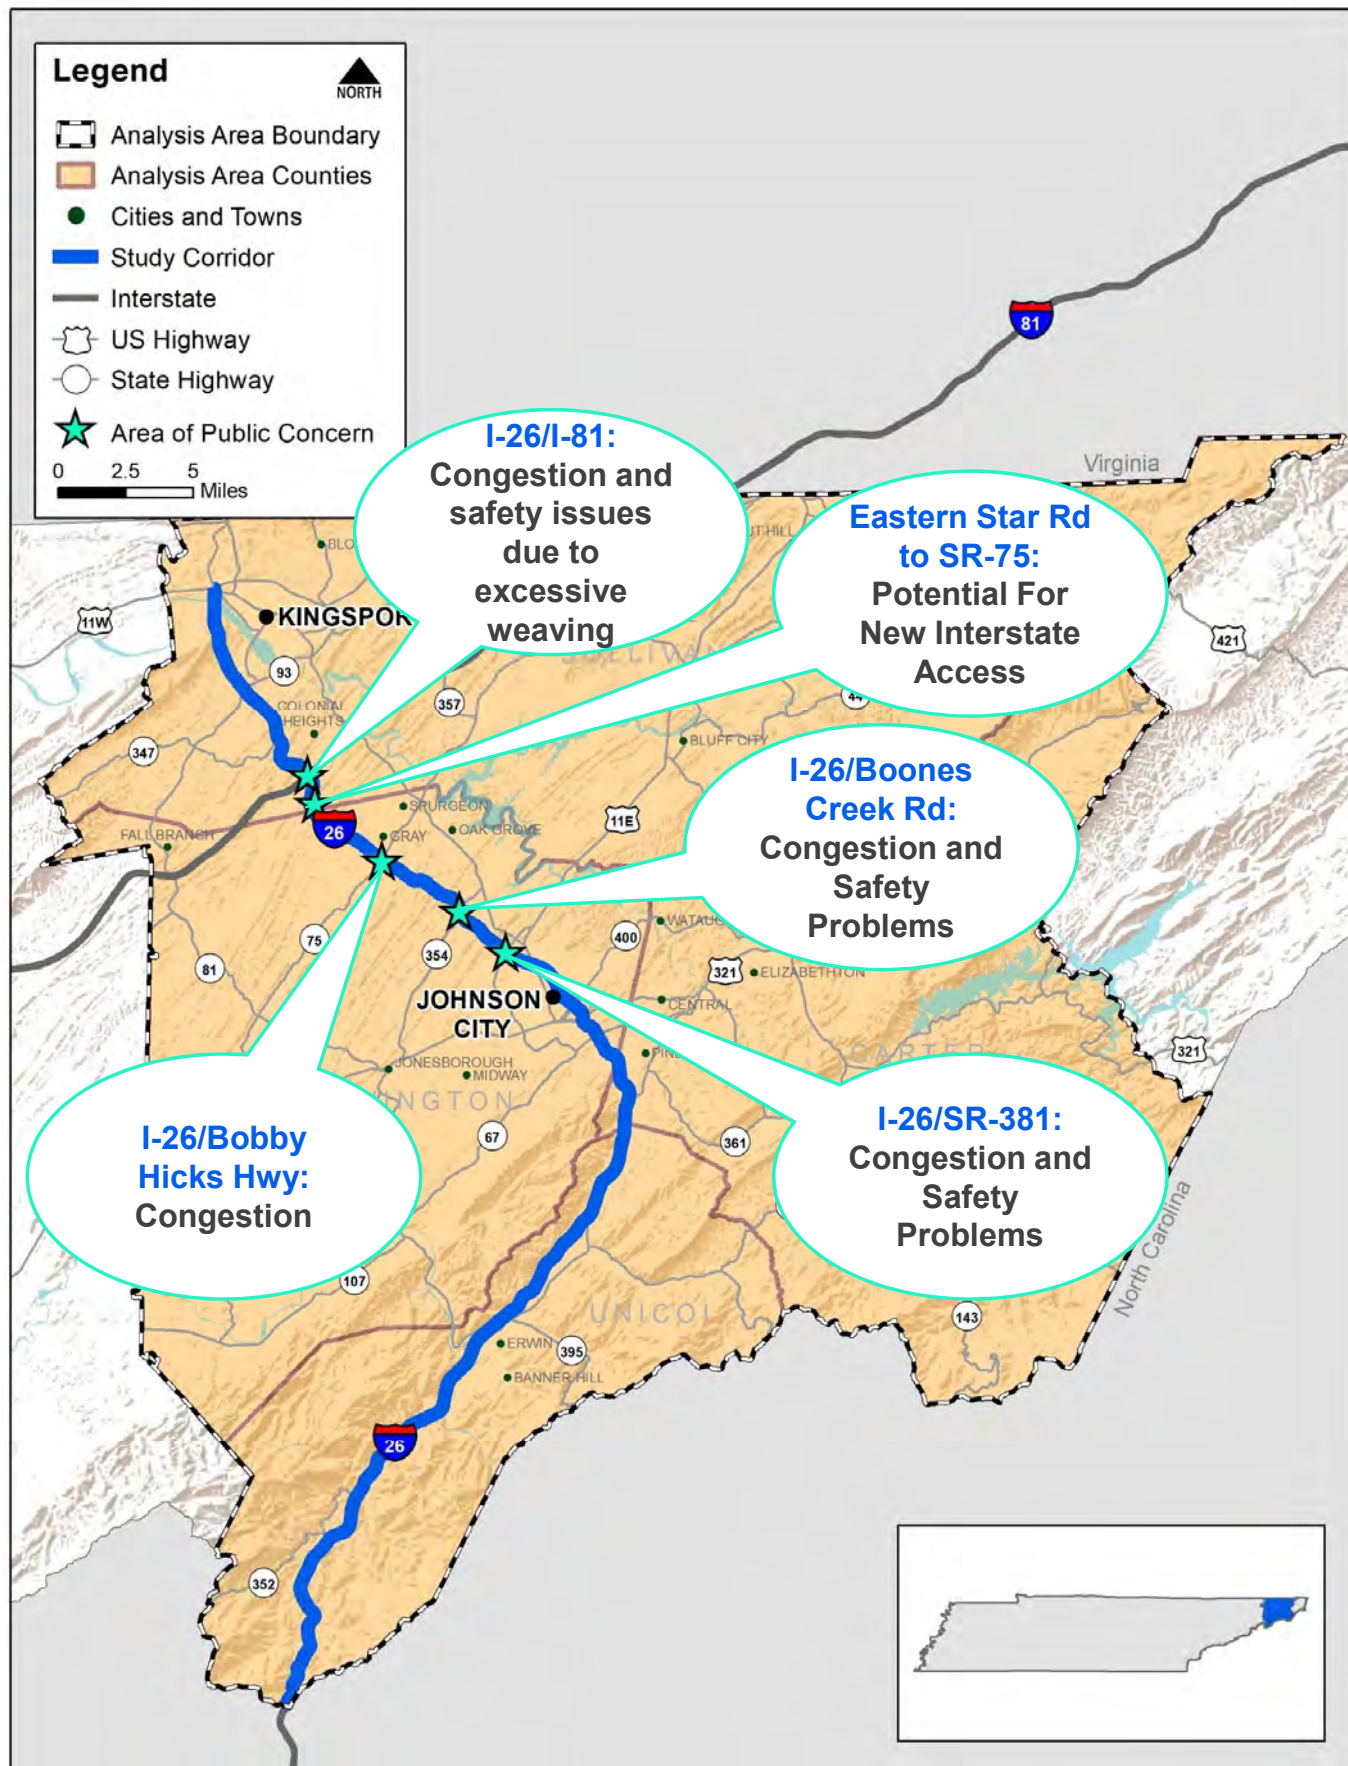 Legend
NORTH
Analysis Area Boundary
Analysis Area Counties
Cities and Towns
Study Corridor
Interstate
US Highway
State Highway
Area of Public Concern
0 2.5 5
Miles
81
Virginia
I-26/I-81:
Congestion and
safety issues
due to
excessive
weaving
Eastern Star Rd
to SR-75:
Potential For
New Interstate
Access
HILL
11W
KINGSPOR
421
93
COLONIAL
HEIGHTS
357
44
SULLIVAN
347
BLUFF CITY
I-26/Boones
Creek Rd:
Congestion and
Safety
Problems
SPURGEON
11E
26
FALL BRANCH
GRAY
OAK GROVE
75
354
400
81
321
ELIZABETHTON
JOHNSON
CITY
CENTRAL
CARTER
321
JONESBOROUGH
MIDWAY
INGTON
67
361
I-26/Bobby
Hicks Hwy:
Congestion
I-26/SR-381:
Congestion and
Safety
Problems
North Carolina
107
UNICOI
143
ERWIN
395
BANNER HILL
26
352